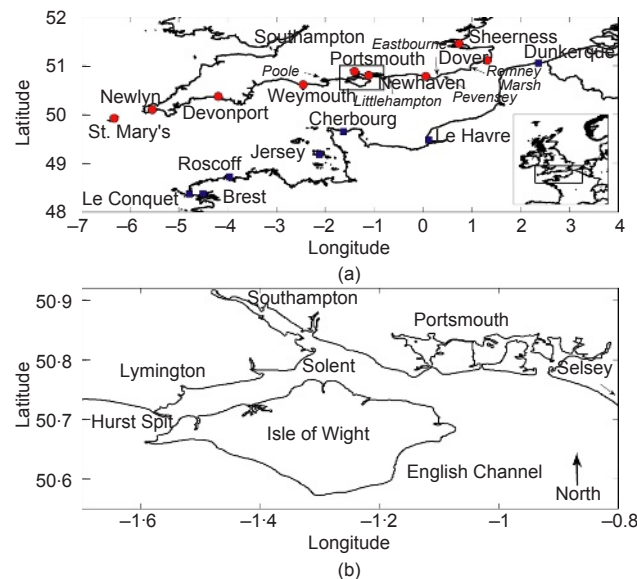 Southampton
Sheerness
52
51
50
49
48
Latitude
Eastbourne
Portsmouth
Dover
Dunkerque
Poole
Romney
Marsh
Newlyn
Weymouth
Newhaven
Littlehampton
Pevensey
Devonport
St. Mary's
Cherbourg
Le Havre
Jersey
Roscoff
Le Conquet
Brest
–7 –6 –5 –4 –3 –2 –1 0 1 2 3 4
Longitude
(a)
50·9
50·8
50·7
50·6
Latitude
Southampton
Portsmouth
Solent
Selsey
Lymington
Hurst Spit
Isle of Wight
English Channel
North
–1·6 –1·4 –1·2 –1 –0.8
Longitude
(b)